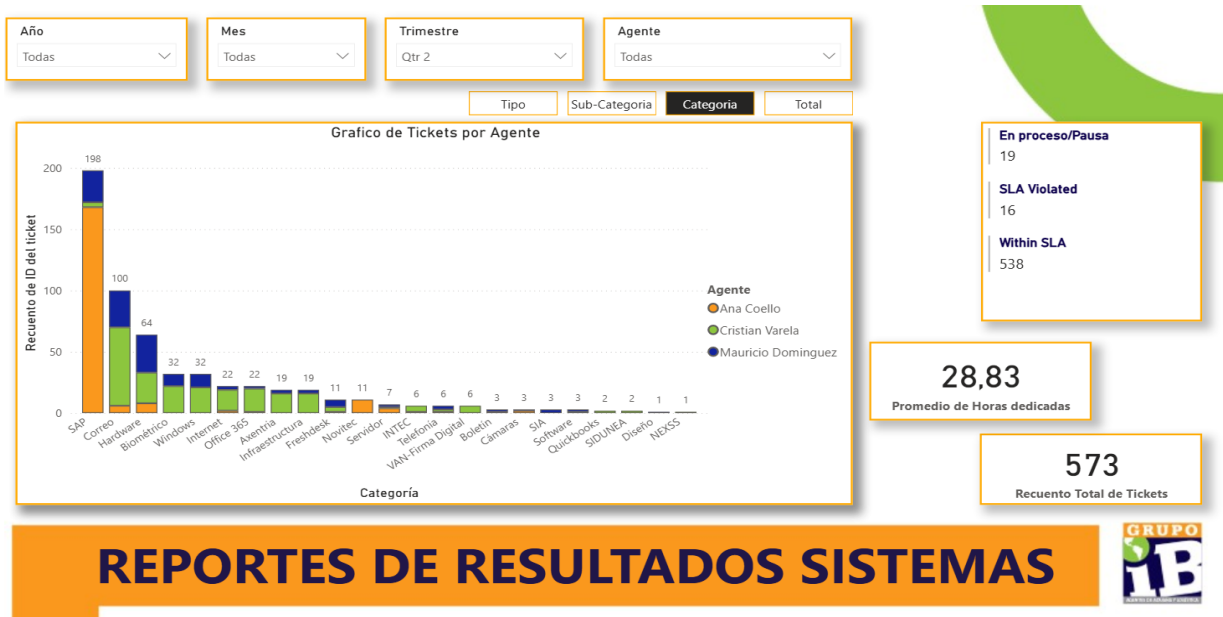 Año
Todas
Mes
Todas
Trimestre
Qtr 2
Agente
Todas
Tipo
Sub-Categoria
Categoria
Total
Grafico de Tickets por Agente
Recuento de ID del ticket
200
150
100
50
0
198
100
64
32
32
22
22
19
19
11
11
7
6
6
6
3
3
3
3
2
2
1
1
SAP
Correo
Hardware
Biométrico
Windows
Internet
Office 365
Axentria
Infraestructura
Freshdesk
Novitec
Servidor
INTEC
Telefonia
VAN-Firma Digital
Boletin
Cámaras
SIA
Software
Quickbooks
SIDUNEA
Diseño
NEXSS
Categoría
Agente
Ana Coello
Cristian Varela
Mauricio Dominguez
En proceso/Pausa
19
SLA Violated
16
Within SLA
538
28,83
Promedio de Horas dedicadas
573
Recuento Total de Tickets
REPORTES DE RESULTADOS SISTEMAS
GRUPO
iB